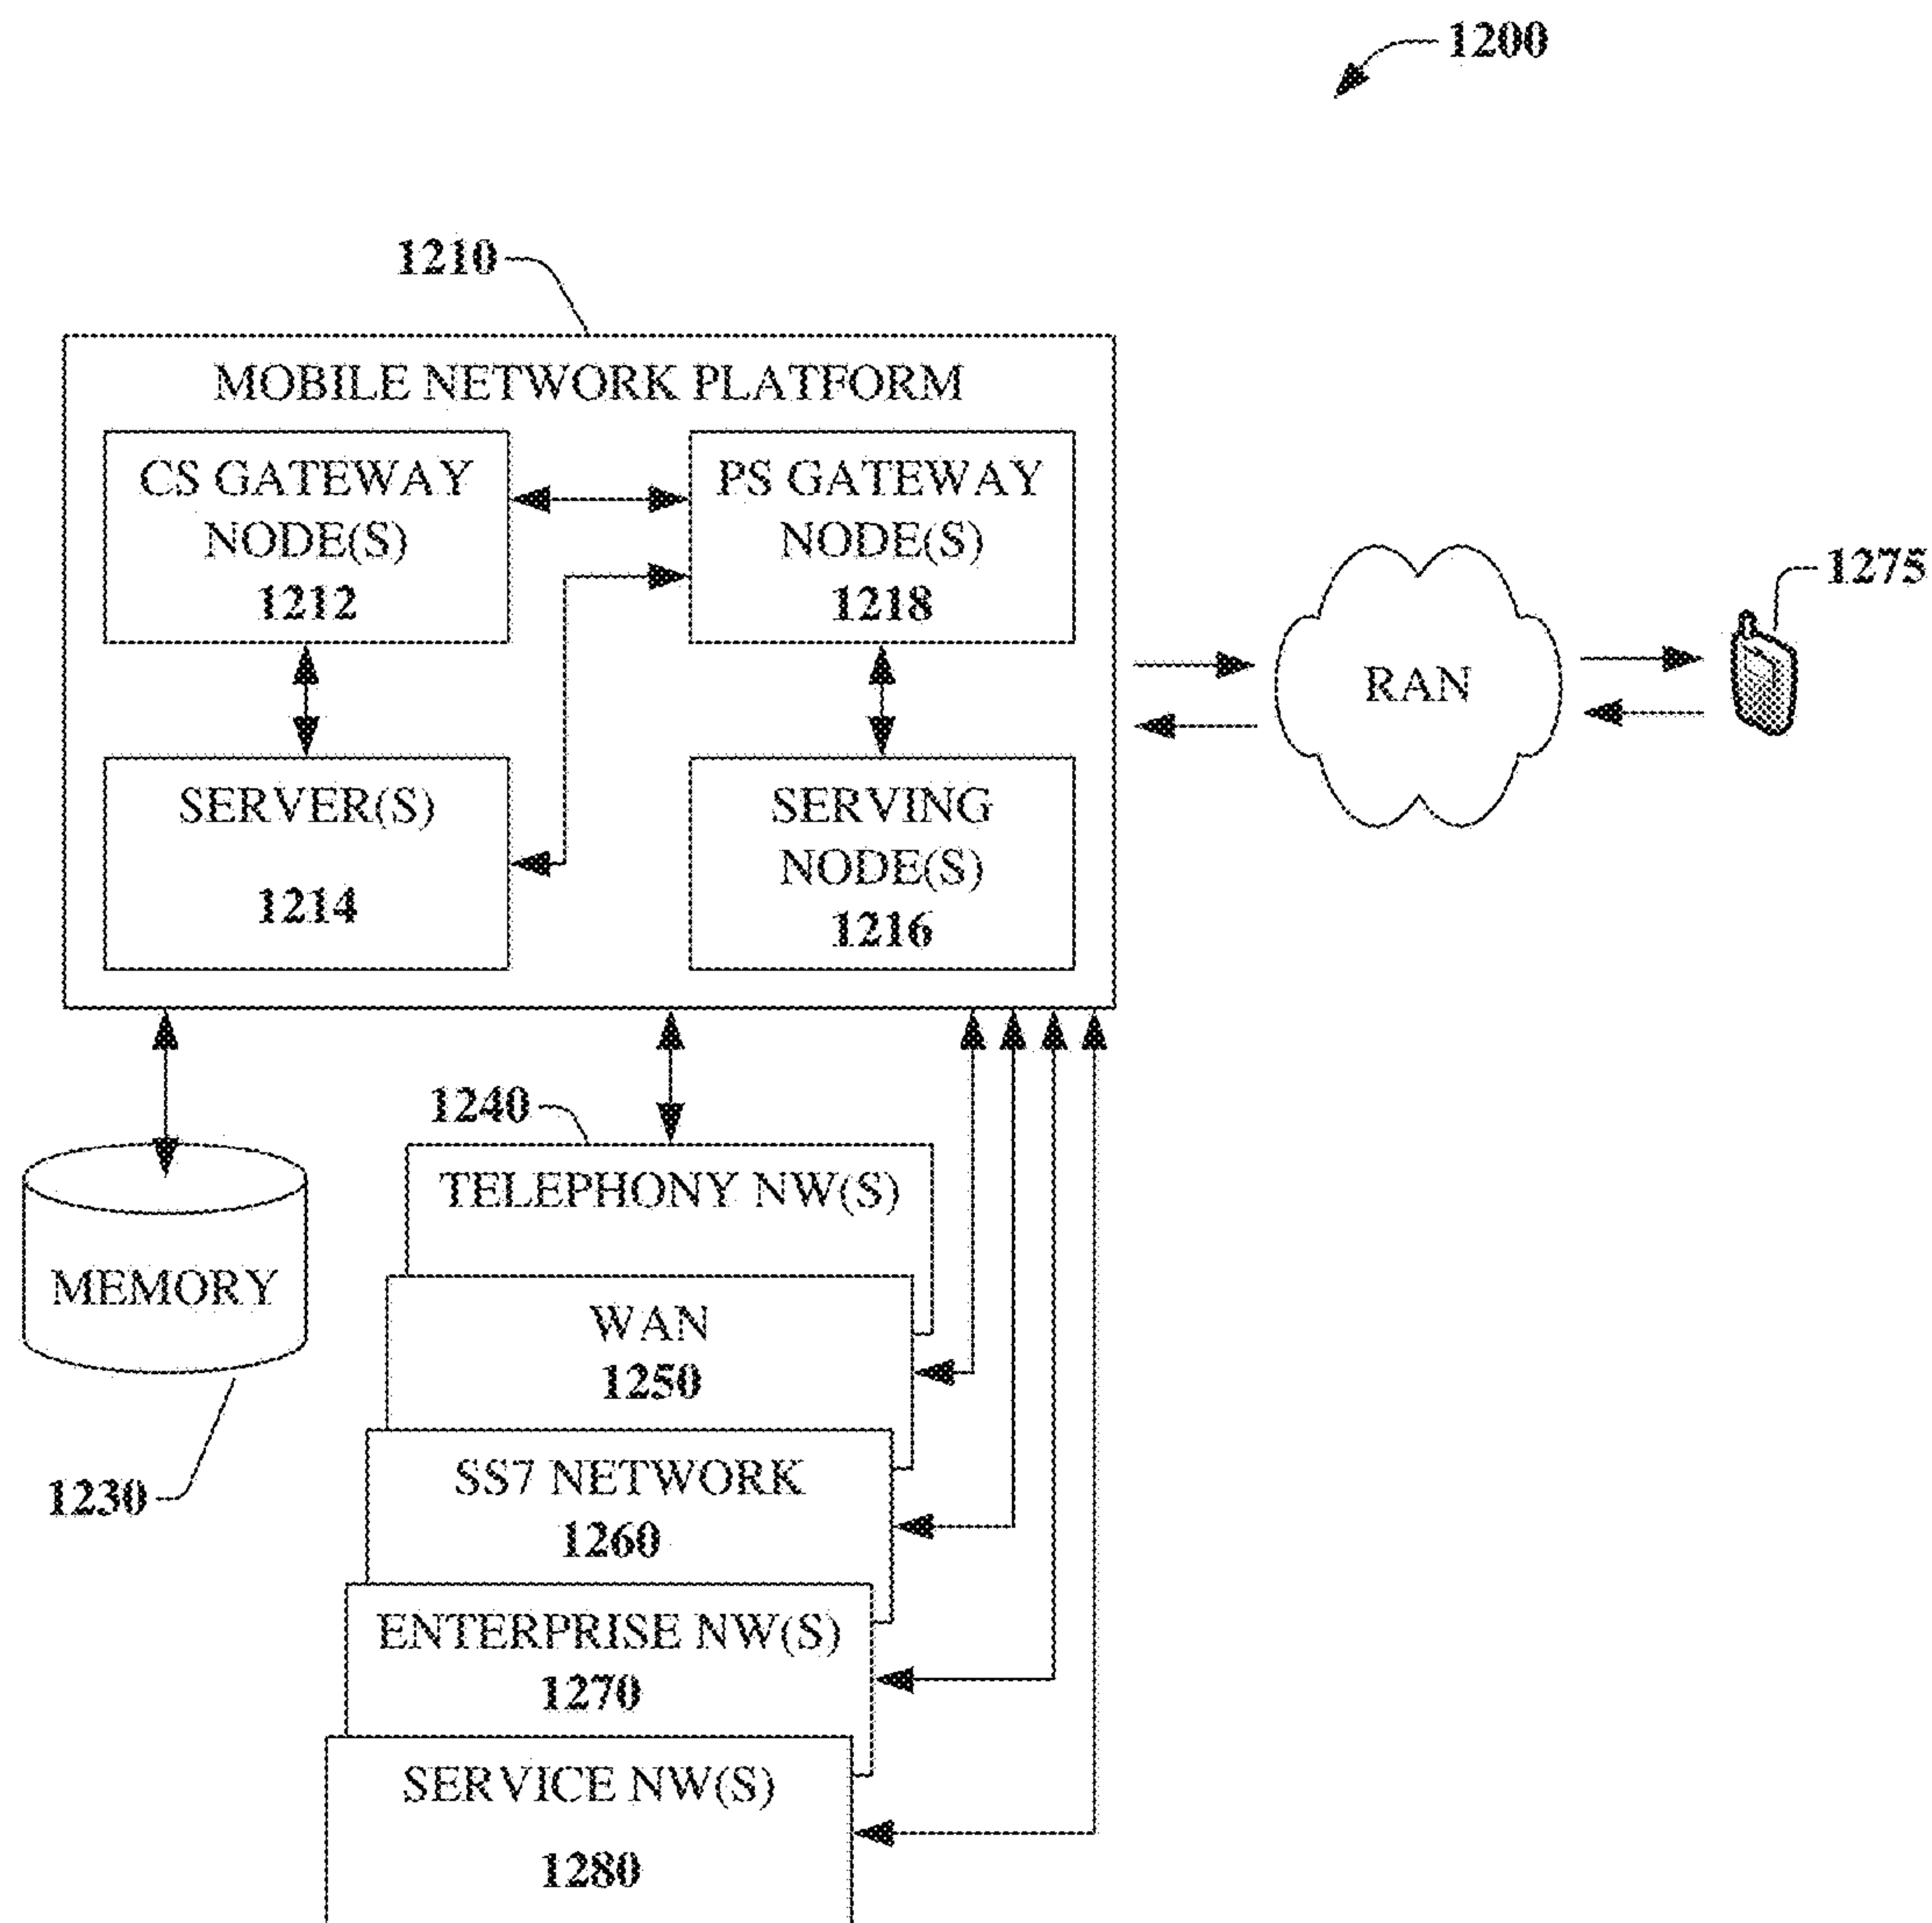 1200
1210
MOBILE NETWORK PLATFORM
CS GATEWAY
NODE(S)
1212
PS GATEWAY
NODE(S)
1218
SERVER(S)
1214
SERVING
NODE(S)
1216
RAN
1275
1240
TELEPHONY NW(S)
MEMORY
1230
WAN
1250
SS7 NETWORK
1260
ENTERPRISE NW(S)
1270
SERVICE NW(S)
1280